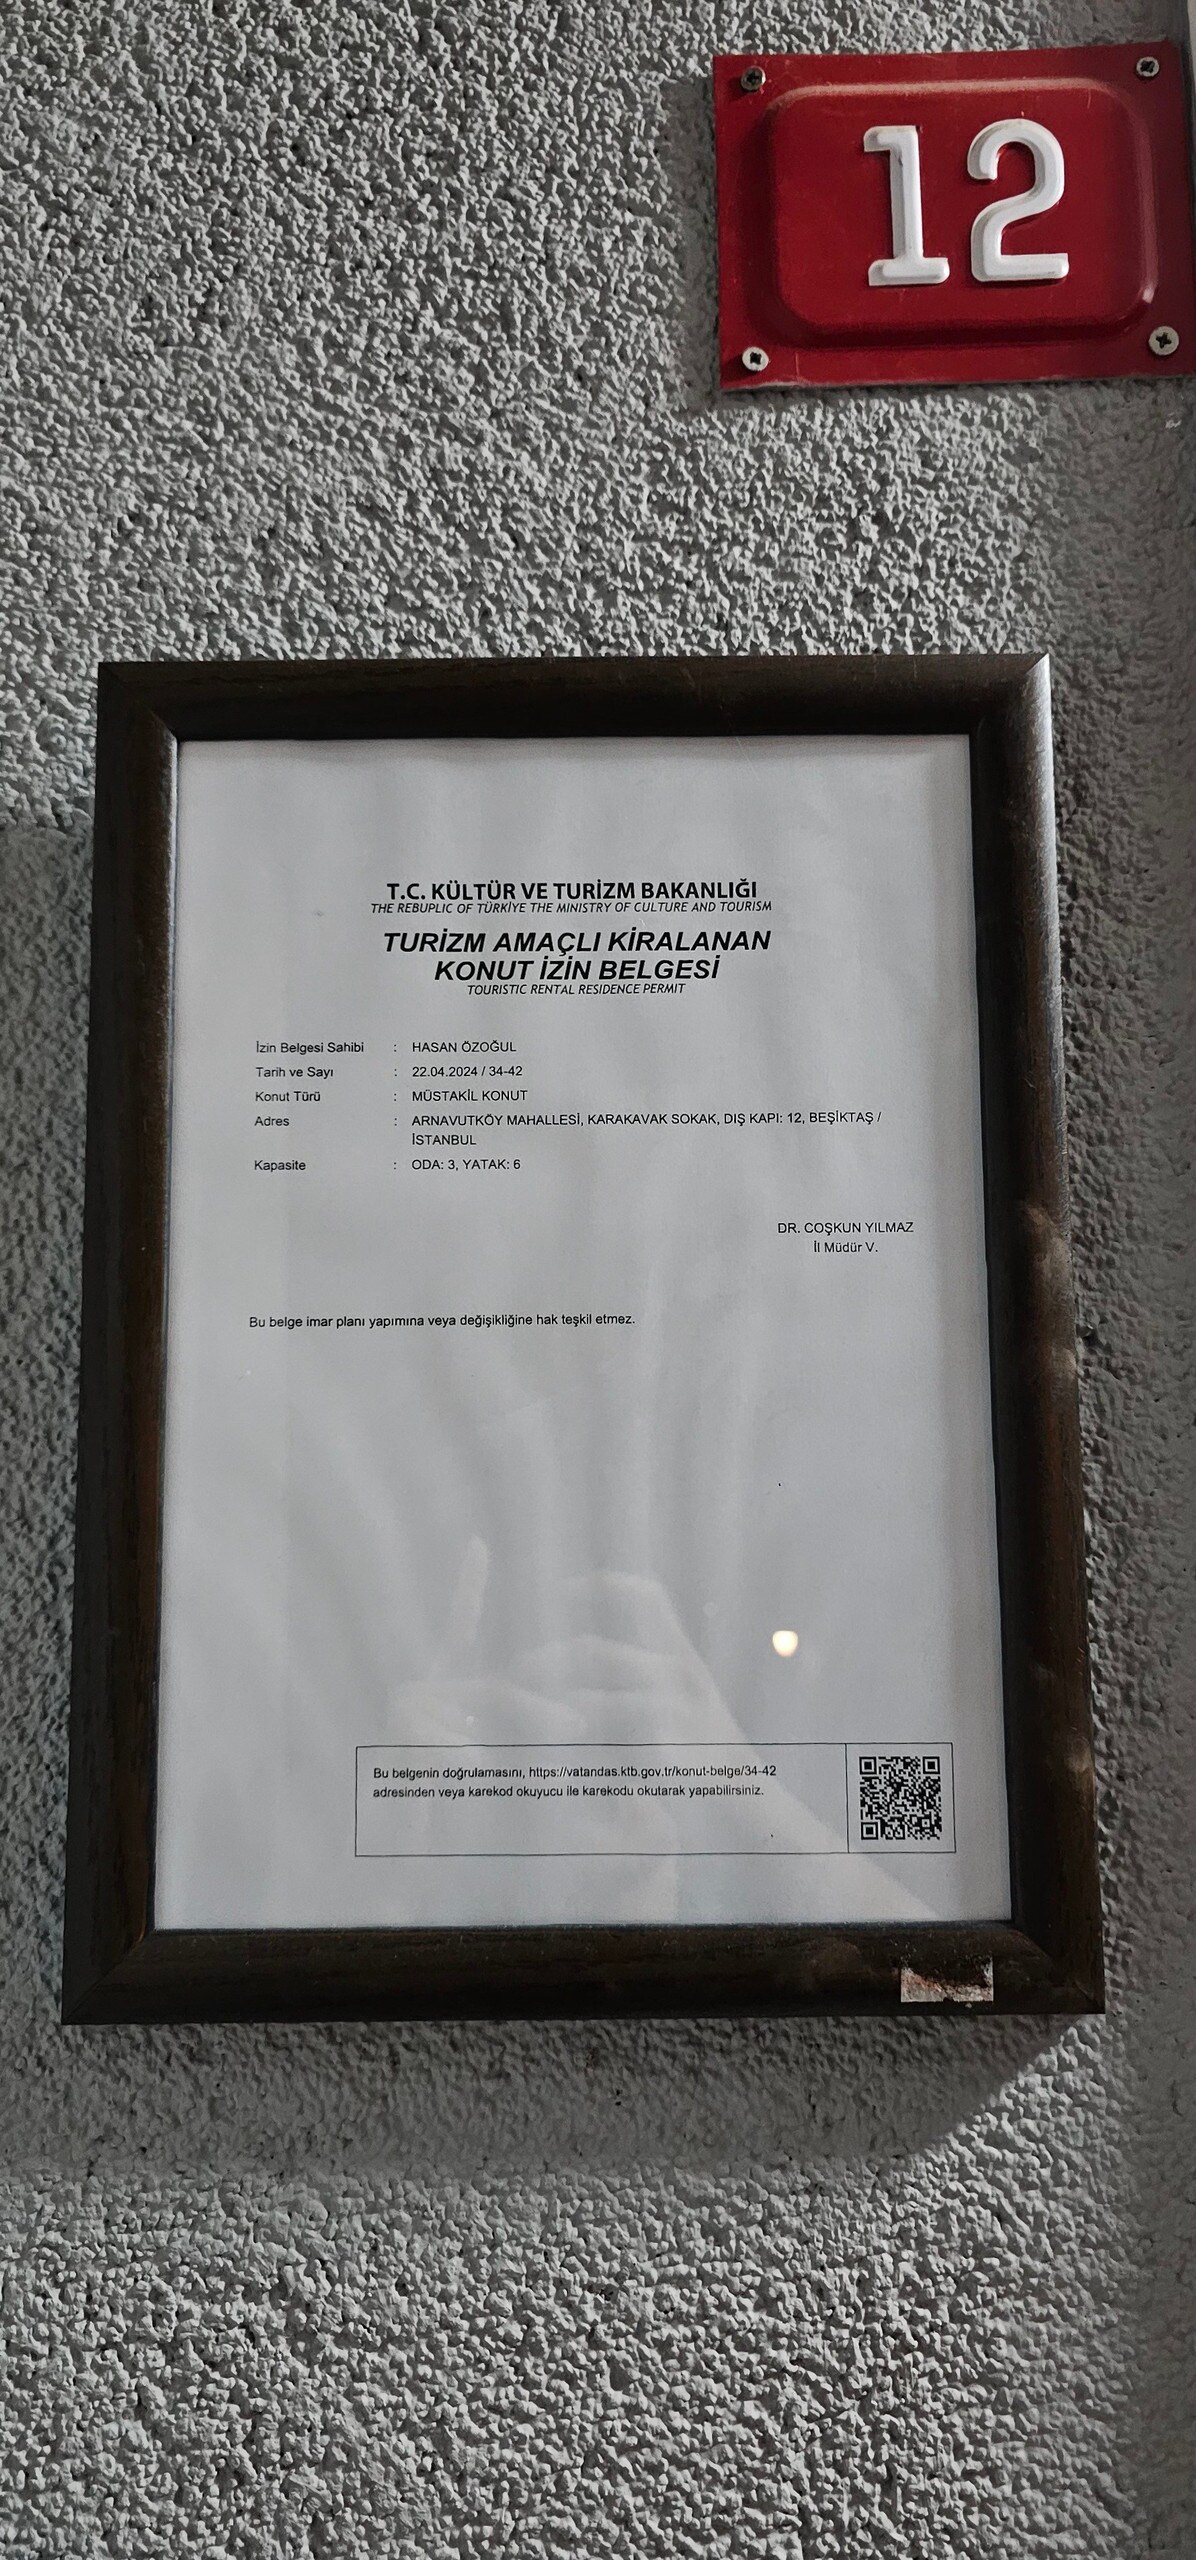 12
T.C. KÜLTÜR VE TURİZM BAKANLIĞI
THE REBUPLIC OF TÜRKİYE THE MINISTRY OF CULTURE AND TOURISM
TURİZM AMAÇLI KİRALANAN
KONUT İZİN BELGESİ
TOURISTIC RENTAL RESIDENCE PERMIT
İzin Belgesi Sahibi : HASAN ÖZOĞUL
Tarih ve Sayı : 22.04.2024 / 34-42
Konut Türü : MÜSTAKİL KONUT
Adres : ARNAVUTKÖY MAHALLESİ, KARAKAVAK SOKAK, DIŞ KAPI: 12, BEŞİKTAŞ /
İSTANBUL
Kapasite : ODA: 3, YATAK: 6
DR. COŞKUN YILMAZ
İl Müdür V.
Bu belge imar planı yapımına veya değişikliğine hak teşkil etmez.
Bu belgenin doğrulamasını, https://vatandas.ktb.gov.tr/konut-belge/34-42
adresinden veya karekod okuyucu ile karekodu okutarak yapabilirsiniz.